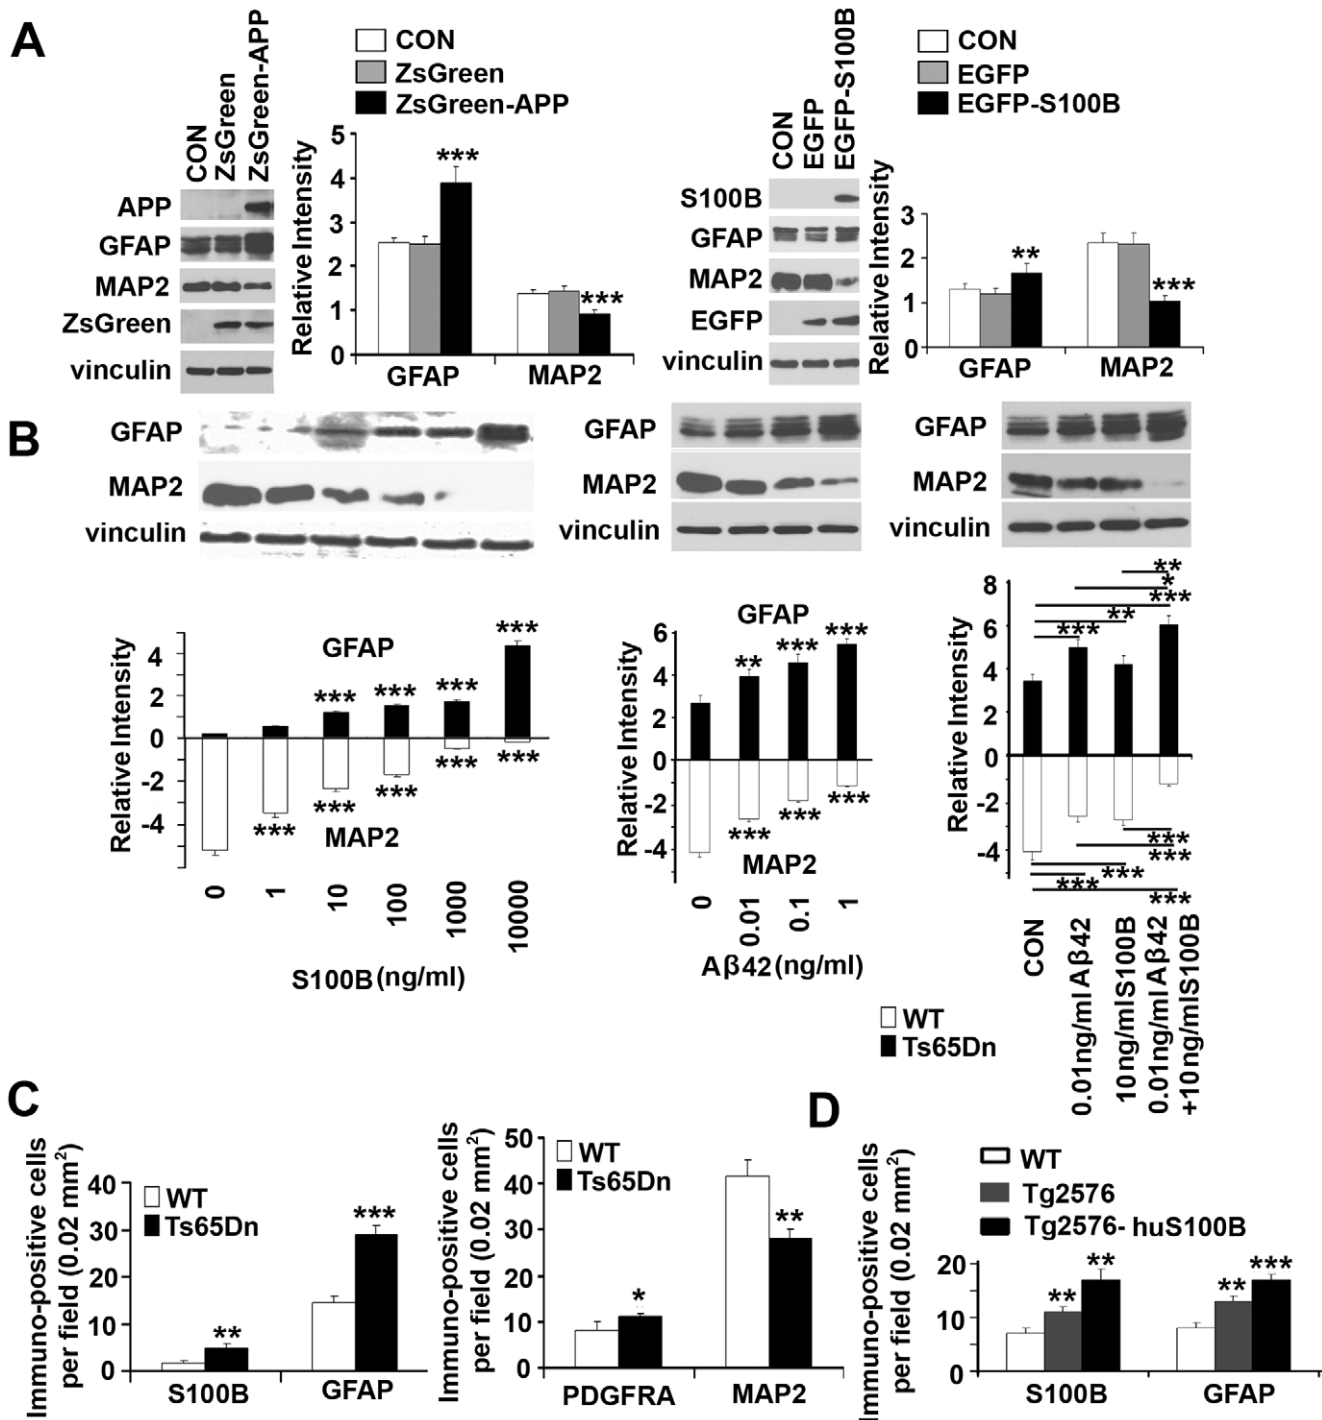 A
CON
ZsGreen
ZsGreen-APP
APP
GFAP
MAP2
ZsGreen
vinculin
CON
ZsGreen
ZsGreen-APP
Relative Intensity
5
4
3
2
1
0
***
***
GFAP
MAP2
CON
EGFP
EGFP-S100B
S100B
GFAP
MAP2
EGFP
vinculin
CON
EGFP
EGFP-S100B
Relative Intensity
3
2
1
0
**
***
GFAP
MAP2
B
GFAP
MAP2
vinculin
GFAP
MAP2
vinculin
GFAP
MAP2
vinculin
Relative Intensity
4
2
0
-2
-4
GFAP
***
***
***
***
***
***
***
***
***
MAP2
0
1
10
100
1000
10000
S100B (ng/ml)
Relative Intensity
6
4
2
0
-2
-4
GFAP
**
***
***
***
***
***
MAP2
0
0.01
0.1
1
Aβ42 (ng/ml)
Relative Intensity
8
6
4
2
0
-2
-4
**
*
***
**
***
***
***
***
***
***
CON
0.01ng/ml Aβ42
10ng/ml S100B
0.01ng/ml Aβ42
+10ng/ml S100B
WT
Ts65Dn
C
Immuno-positive cells
per field (0.02 mm²)
40
30
20
10
0
WT
Ts65Dn
**
***
S100B
GFAP
Immuno-positive cells
per field (0.02 mm²)
50
40
30
20
10
0
WT
Ts65Dn
*
**
PDGFRA
MAP2
D
Immuno-positive cells
per field (0.02 mm²)
WT
Tg2576
Tg2576-huS100B
20
10
0
**
**
**
***
S100B
GFAP